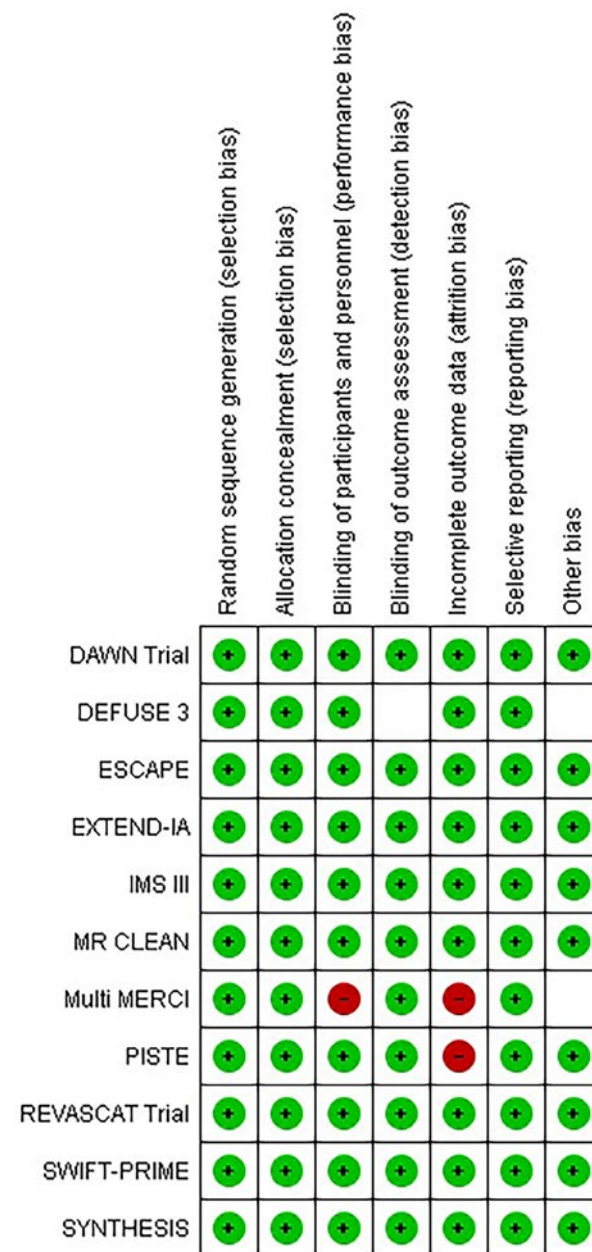 Random sequence generation (selection bias)
Allocation concealment (selection bias)
Blinding of participants and personnel (performance bias)
Blinding of outcome assessment (detection bias)
Incomplete outcome data (attrition bias)
Selective reporting (reporting bias)
Other bias
DAWN Trial + + + + + + +
DEFUSE 3 + + + + +
ESCAPE + + + + + + +
EXTEND-IA + + + + + + +
IMS III + + + + + + +
MR CLEAN + + + + + + +
Multi MERCI + + - + - +
PISTE + + + + - + +
REVASCAT Trial + + + + + + +
SWIFT-PRIME + + + + + + +
SYNTHESIS + + + + + + +